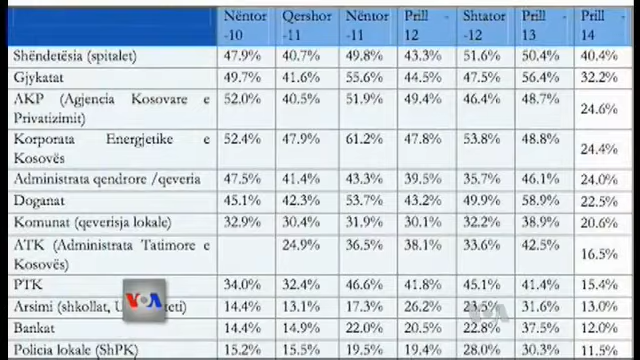 Nëntor Qershor Nëntor Prill - Shtator Prill - Prill -
-10 -11 -11 12 -12 13 14
Shëndetësia (spitalet) 47.9% 40.7% 49.8% 43.3% 51.6% 50.4% 40.4%
Gjykatat 49.7% 41.6% 55.6% 44.5% 47.5% 56.4% 32.2%
AKP (Agjencia Kosovare e Privatizimit) 52.0% 40.5% 51.9% 49.4% 46.4% 48.7% 24.6%
Korporata Energjetike e Kosovës 52.4% 47.9% 61.2% 47.8% 53.8% 48.8% 24.4%
Administrata qendrore /qeveria 47.5% 41.4% 43.3% 39.5% 35.7% 46.1% 24.0%
Doganat 45.1% 42.3% 53.7% 43.2% 49.9% 58.9% 22.5%
Komunat (qeverisja lokale) 32.9% 30.4% 31.9% 30.1% 32.2% 38.9% 20.6%
ATK (Administrata Tatimore e Kosovës) 24.9% 36.5% 38.1% 33.6% 42.5% 16.5%
PTK 34.0% 32.4% 46.6% 41.8% 45.1% 41.4% 15.4%
Arsimi (shkollat, 14.4% 13.1% 17.3% 26.2% 23.5% 31.6% 13.0%
Bankat 14.4% 14.9% 22.0% 20.5% 22.8% 37.5% 12.0%
Policia lokale (ShPK) 15.2% 15.5% 19.5% 19.4% 28.0% 30.3% 11.5%
VOA
VOA